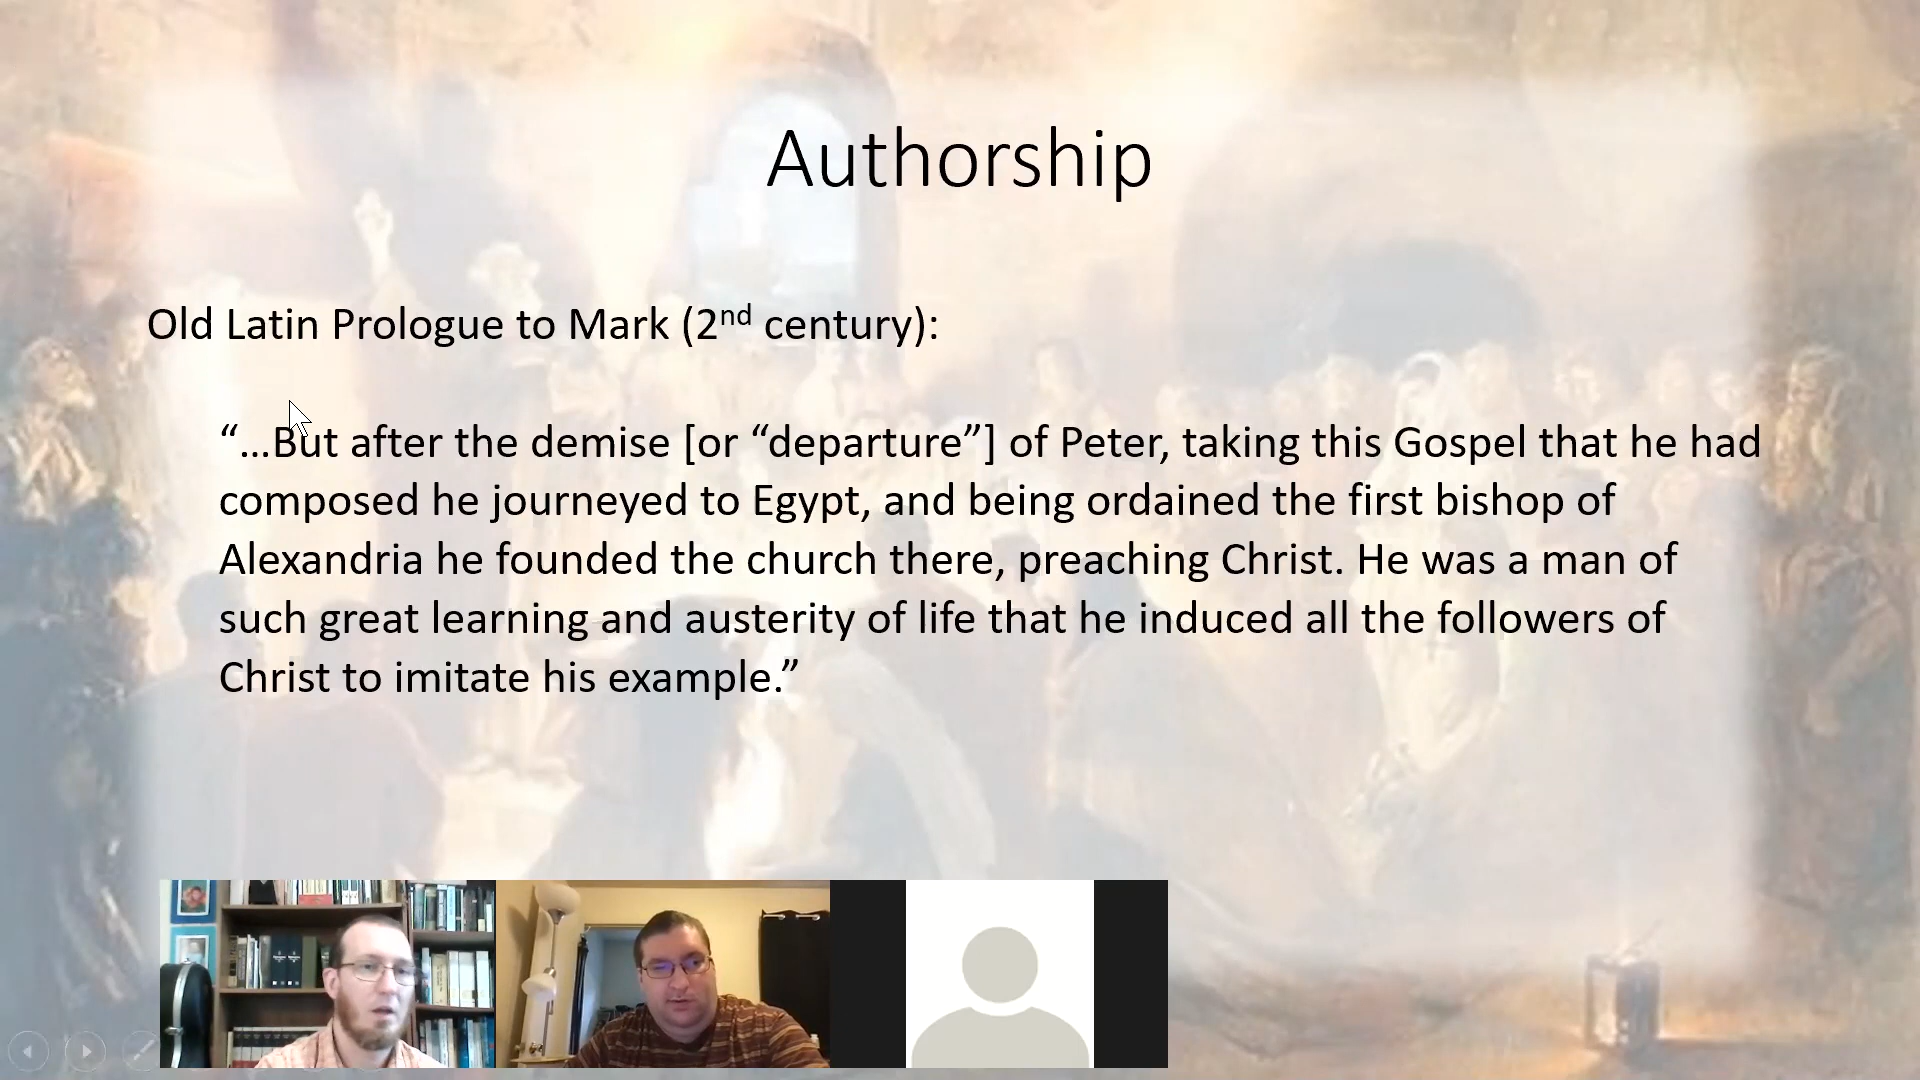 Authorship
Old Latin Prologue to Mark (2nd century):
“…But after the demise [or “departure”] of Peter, taking this Gospel that he had
composed he journeyed to Egypt, and being ordained the first bishop of
Alexandria he founded the church there, preaching Christ. He was a man of
such great learning and austerity of life that he induced all the followers of
Christ to imitate his example.”